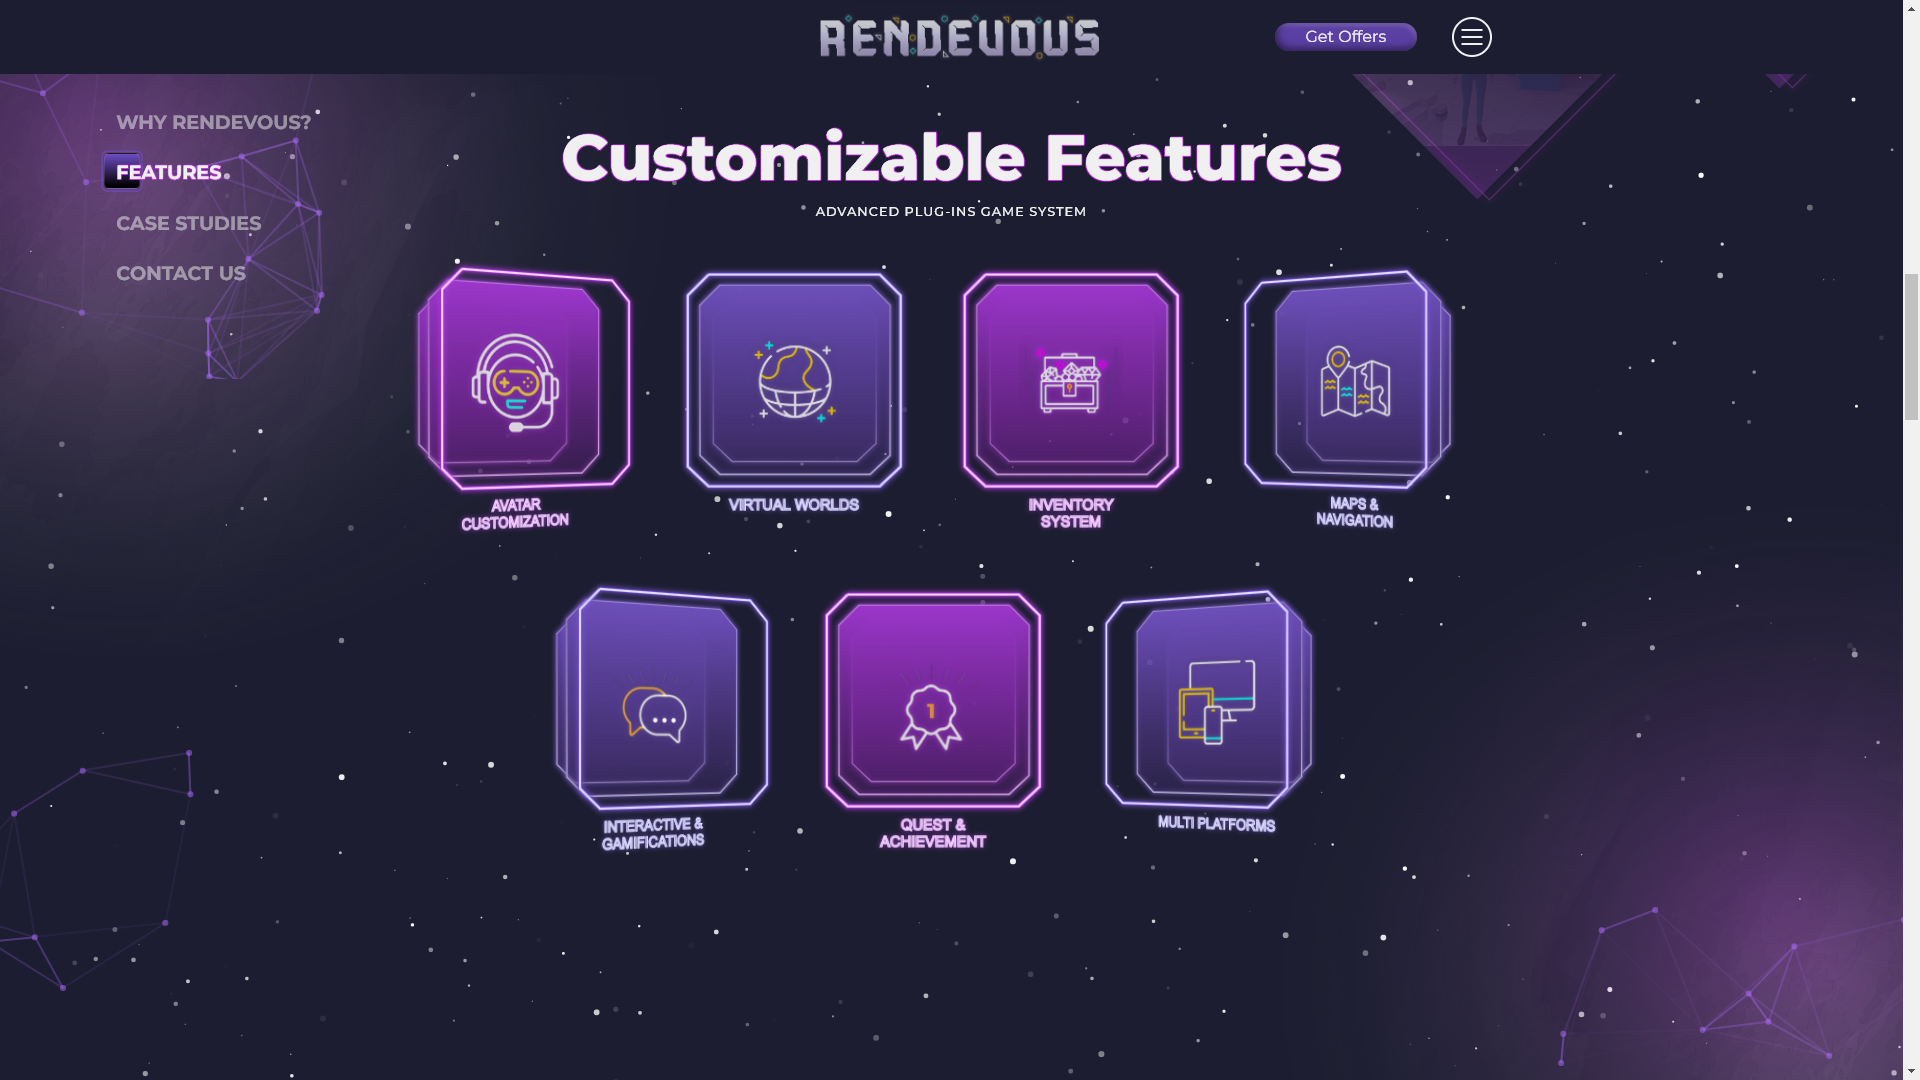 RENDEVOUS
Get Offers
WHY RENDEVOUS?
FEATURES
CASE STUDIES
CONTACT US
Customizable Features
ADVANCED PLUG-INS GAME SYSTEM
AVATAR
CUSTOMIZATION
VIRTUAL WORLDS
INVENTORY
SYSTEM
MAPS &
NAVIGATION
1
INTERACTIVE &
GAMIFICATIONS
QUEST &
ACHIEVEMENT
MULTI PLATFORMS